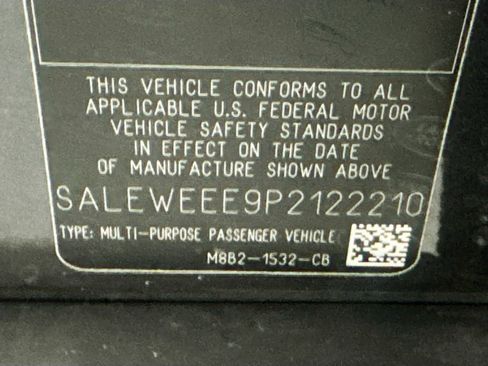 THIS VEHICLE CONFORMS TO ALL
APPLICABLE U.S. FEDERAL MOTOR
VEHICLE SAFETY STANDARDS
IN EFFECT ON THE DATE
OF MANUFACTURE SHOWN ABOVE
SALEWEEE9P2122210
TYPE: MULTI-PURPOSE PASSENGER VEHICLE
M8B2-1532-CB